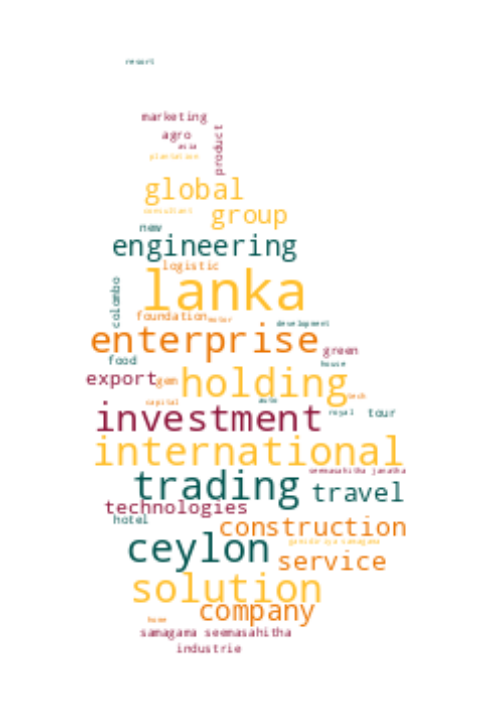 resort
marketing
agro
product
asia
plantation
global
consultant
group
new
engineering
logistic
colombo
lanka
foundation
motor
development
enterprise
green
food
house
export
gem
holding
tech
capital
auto
investment
royal
tour
international
seemasahitha janatha
trading
travel
technologies
hotel
construction
ceylon
service
solution
company
home
samagama seemasahitha
industrie